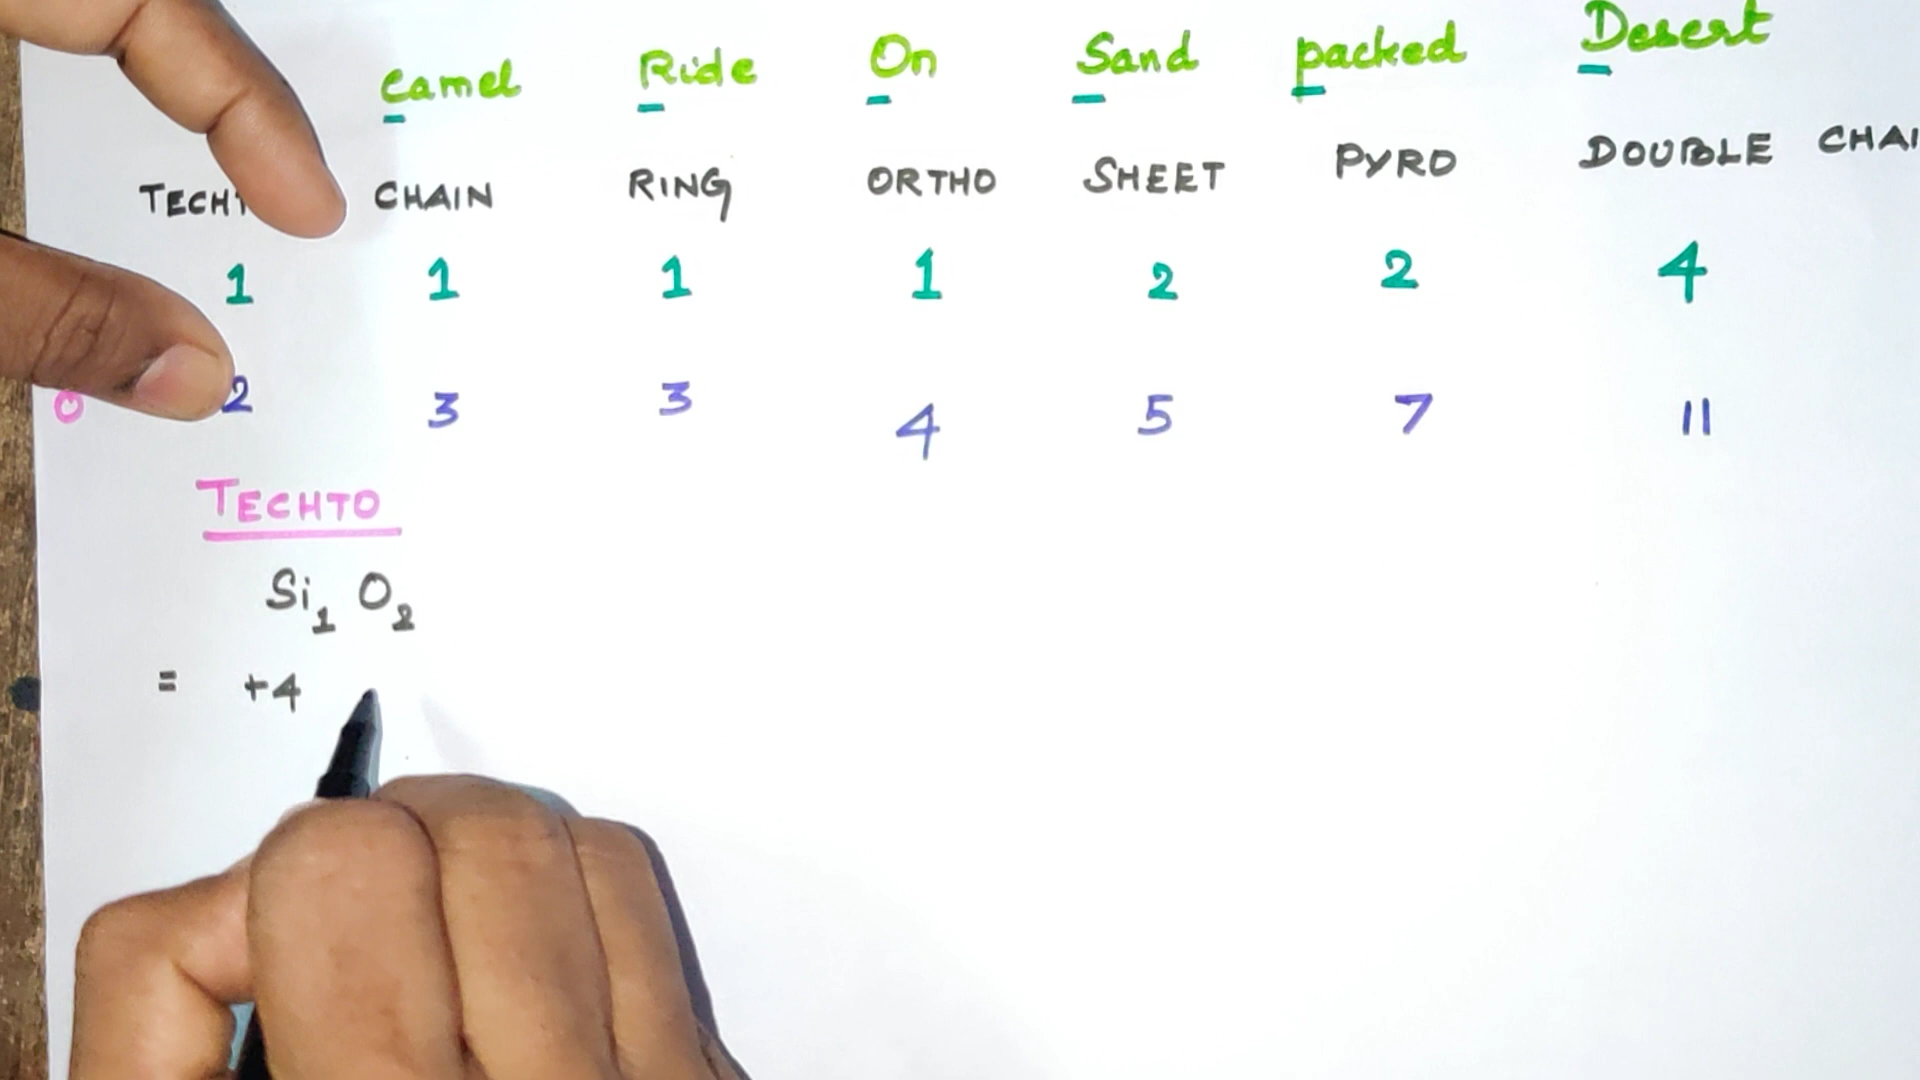 Camel Ride On Sand packed Desert
CHAIN RING ORTHO SHEET PYRO DOUBLE
1 1 1 1 2 2 4
O 2 3 3 4 5 7 11
TECHTO
Si1 O2
= +4